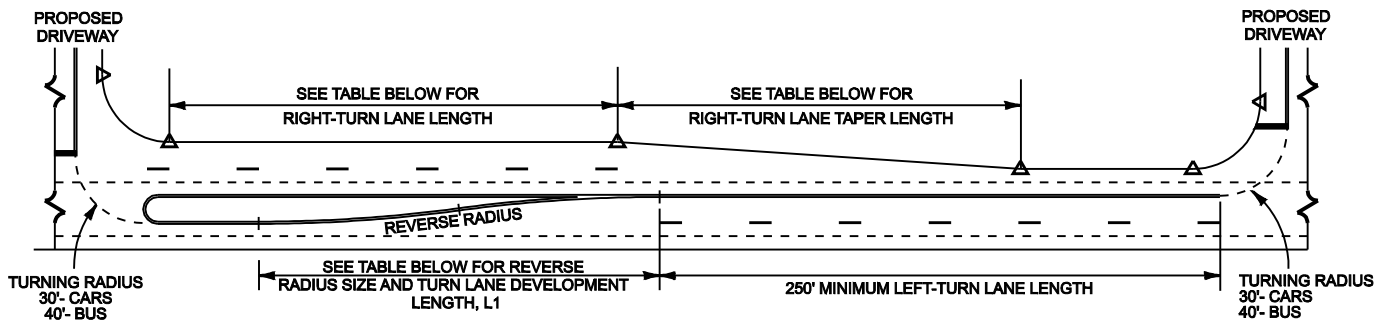 PROPOSED
DRIVEWAY
PROPOSED
DRIVEWAY
SEE TABLE BELOW FOR
RIGHT-TURN LANE LENGTH
SEE TABLE BELOW FOR
RIGHT-TURN LANE TAPER LENGTH
REVERSE RADIUS
TURNING RADIUS
30'- CARS
40'- BUS
SEE TABLE BELOW FOR REVERSE
RADIUS SIZE AND TURN LANE DEVELOPMENT
LENGTH, L1
250' MINIMUM LEFT-TURN LANE LENGTH
TURNING RADIUS
30'- CARS
40'- BUS